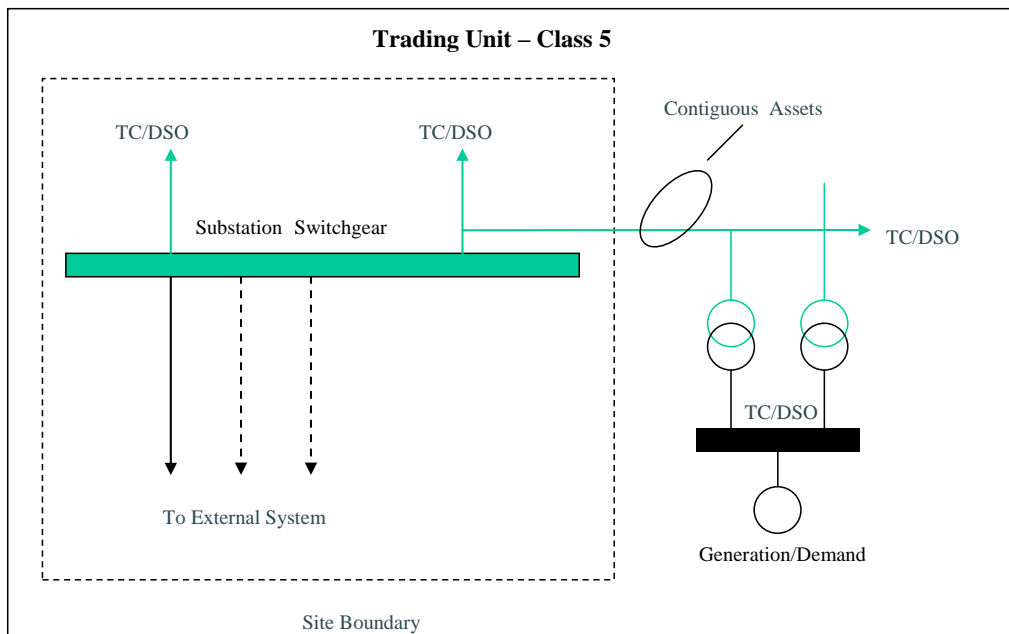 Trading Unit – Class 5
Contiguous Assets
TC/DSO
TC/DSO
Substation Switchgear
TC/DSO
TC/DSO
To External System
Generation/Demand
Site Boundary